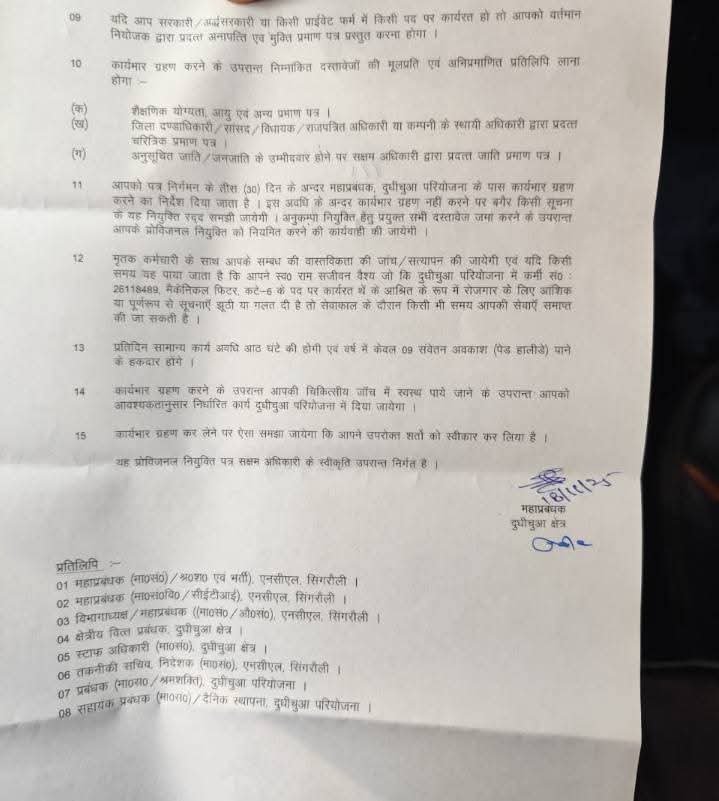 09 यदि आप सरकारी/अर्धसरकारी या किसी प्राईवेट फर्म में किसी पद पर कार्यरत हो तो आपको वर्तमान
नियोजक द्वारा प्रदत्त अनापत्ति एवं मुक्ति प्रमाण पत्र प्रस्तुत करना होगा ।
10 कार्यभार ग्रहण करने के उपरान्त निम्नांकित दस्तावेजों की मूलप्रति एवं अभिप्रमाणित प्रतिलिपि लाना
होगा :-
(क) शैक्षणिक योग्यता, आयु एवं अन्य प्रमाण पत्र ।
(ख) जिला दण्डाधिकारी/सांसद/विधायक/राजपत्रित अधिकारी या कम्पनी के स्थायी अधिकारी द्वारा प्रदत्त
चरित्रिक प्रमाण पत्र ।
(ग) अनुसूचित जाति/जनजाति के उम्मीदवार होने पर सक्षम अधिकारी द्वारा प्रदत्त जाति प्रमाण पत्र ।
11 आपको पत्र निर्गमन के तीस (30) दिन के अन्दर महाप्रबंधक, दुधीचुआ परियोजना के पास कार्यभार ग्रहण
करने का निर्देश दिया जाता है । इस अवधि के अन्दर कार्यभार ग्रहण नहीं करने पर बगैर किसी सूचना
के यह नियुक्ति रद्द समझी जायेगी । अनुकम्पा नियुक्ति हेतु प्रयुक्त सभी दस्तावेज जमा करने के उपरान्त
आपके प्रोविजनल नियुक्ति को नियमित करने की कार्यवाही की जायेगी ।
12 मृतक कर्मचारी के साथ आपके सम्बध की वास्तविकता की जांच/सत्यापन की जायेगी एवं यदि किसी
समय यह पाया जाता है कि आपने स्व0 राम सजीवन वैश्य जो कि दुधीचुआ परियोजना में कर्मी सं0 :
26118489, मैकेनिकल फिटर, कटे-6 के पद पर कार्यरत थें के आश्रित के रूप में रोजगार के लिए आंशिक
या पूर्णरूप से सूचनाएँ झूठी या गलत दी है तो सेवाकाल के दौरान किसी भी समय आपकी सेवाएँ समाप्त
की जा सकती है ।
13 प्रतिदिन सामान्य कार्य अवधि आठ घंटे की होगी एवं वर्ष में केवल 09 संवेतन अवकाश (पेड हालीडे) पाने
के हकदार होंगे ।
14 कार्यभार ग्रहण करने के उपरान्त आपकी चिकित्सीय जाँच में स्वस्थ पाये जाने के उपरान्त आपको
आवश्यकतानुसार निर्धारित कार्य दुधीचुआ परियोजना में दिया जायेगा ।
15 कार्यभार ग्रहण कर लेने पर ऐसा समझा जायेगा कि आपने उपरोक्त शर्तों को स्वीकार कर लिया है ।
यह प्रोविजनल नियुक्ति पत्र सक्षम अधिकारी के स्वीकृति उपरान्त निर्गत है ।
18/11/25
महाप्रबंधक
दुधीचुआ क्षेत्र
प्रतिलिपि :-
01 महाप्रबंधक (मा0सं0)/श्र0श0 एवं भर्ती), एनसीएल, सिंगरौली ।
02 महाप्रबंधक (मा0सं0वि0/सीईटीआई), एनसीएल, सिंगरौली ।
03 विभागाध्यक्ष/महाप्रबंधक ((मा0सं0/औ0सं0), एनसीएल, सिंगरौली ।
04 क्षेत्रीय वित्त प्रबंधक, दुधीचुआ क्षेत्र ।
05 स्टाफ अधिकारी (मा0सं0), दुधीचुआ क्षेत्र ।
06 तकनीकी सचिव, निदेशक (मा0सं0), एनसीएल, सिंगरौली ।
07 प्रबंधक (मा0सं0/श्रमशक्ति), दुधीचुआ परियोजना ।
08 सहायक प्रबंधक (मा0सं0)/दैनिक स्थापना, दुधीचुआ परियोजना ।